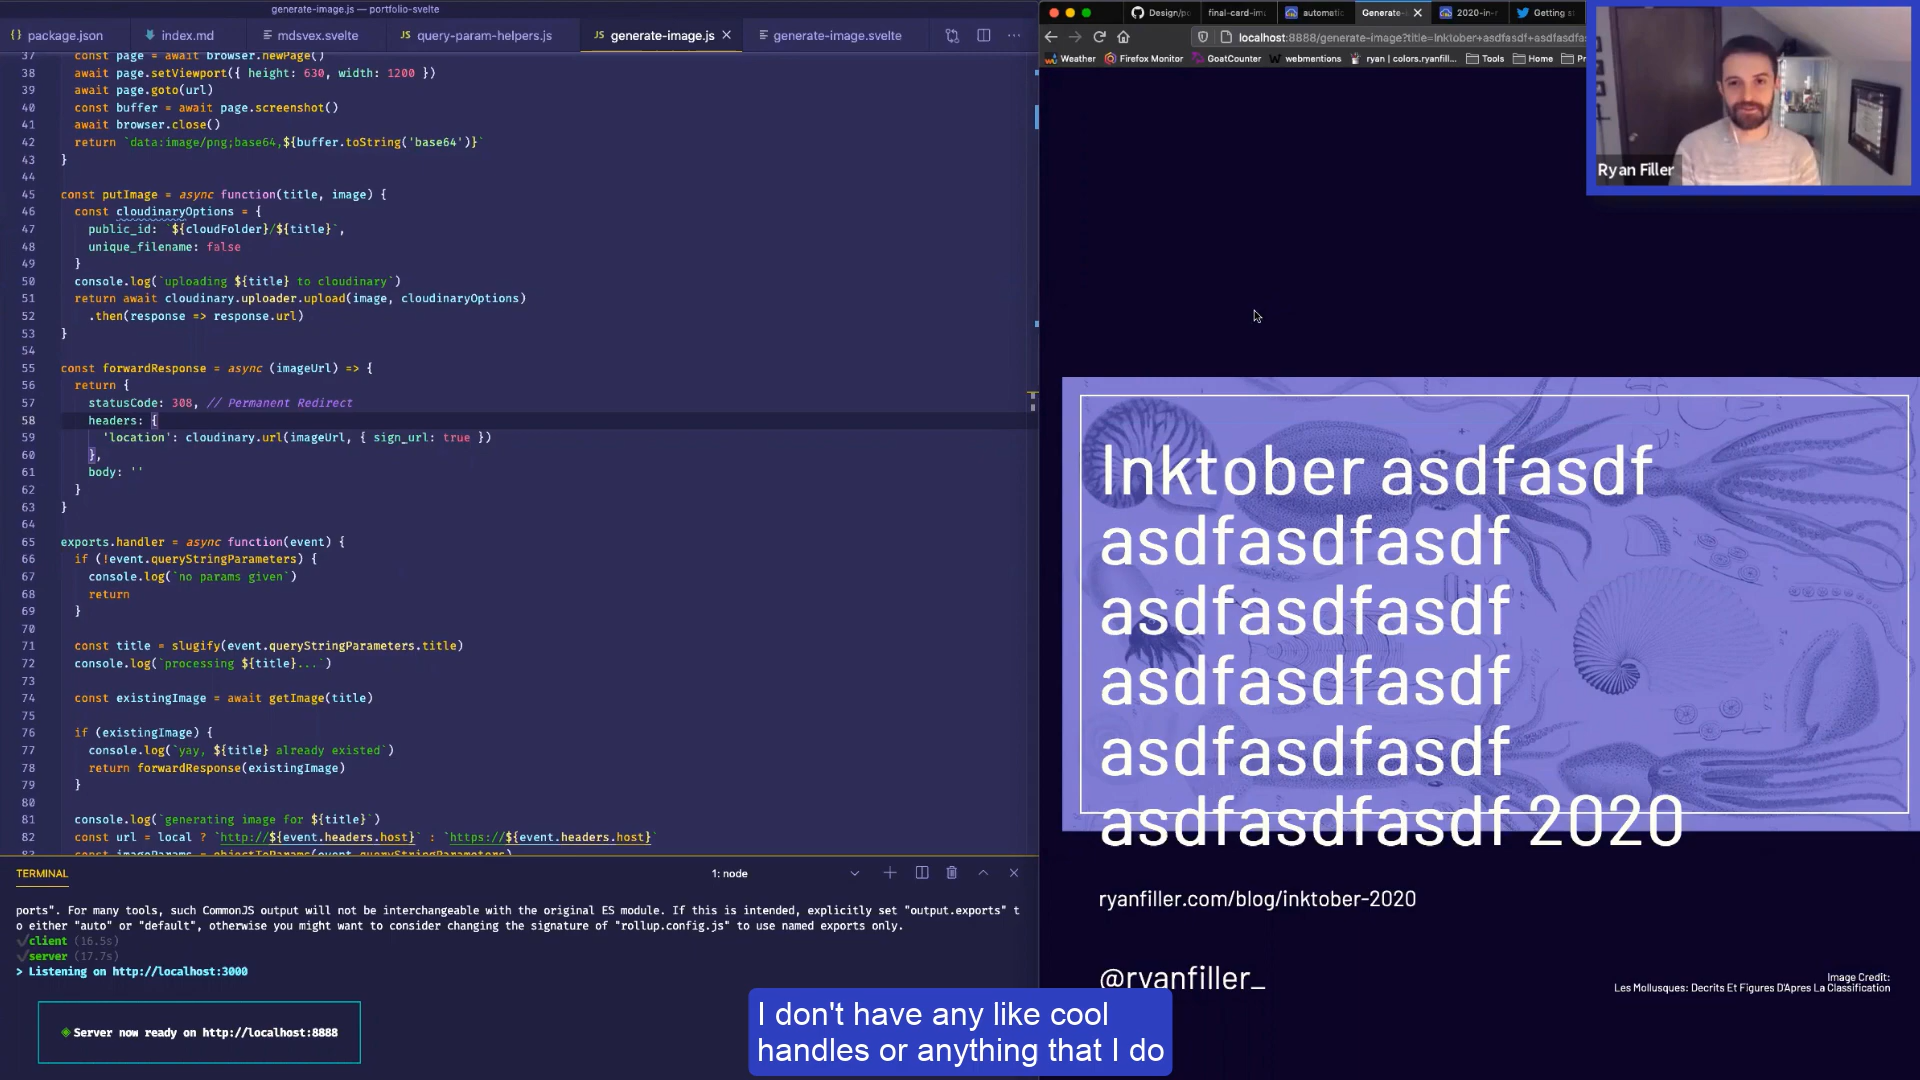 generate-image.js — portfolio-svelte
package.json
index.md
mdsvex.svelte
query-param-helpers.js
generate-image.js
generate-image.svelte
37 const page = await browser.newPage()
38 await page.setViewport({ height: 630, width: 1200 })
39 await page.goto(url)
40 const buffer = await page.screenshot()
41 await browser.close()
42 return `data:image/png;base64,${buffer.toString('base64')}`
43 }
44
45 const putImage = async function(title, image) {
46 const cloudinaryOptions = {
47 public_id: `${cloudFolder}/${title}`,
48 unique_filename: false
49 }
50 console.log(`uploading ${title} to cloudinary`)
51 return await cloudinary.uploader.upload(image, cloudinaryOptions)
52 .then(response => response.url)
53 }
54
55 const forwardResponse = async (imageUrl) => {
56 return {
57 statusCode: 308, // Permanent Redirect
58 headers: {
59 'location': cloudinary.url(imageUrl, { sign_url: true })
60 },
61 body: ''
62 }
63 }
64
65 exports.handler = async function(event) {
66 if (!event.queryStringParameters) {
67 console.log(`no params given`)
68 return
69 }
70
71 const title = slugify(event.queryStringParameters.title)
72 console.log(`processing ${title}...`)
73
74 const existingImage = await getImage(title)
75
76 if (existingImage) {
77 console.log(`yay, ${title} already existed`)
78 return forwardResponse(existingImage)
79 }
80
81 console.log(`generating image for ${title}`)
82 const url = local ? `http://${event.headers.host}` : `https://${event.headers.host}`
TERMINAL
1: node
ports". For many tools, such CommonJS output will not be interchangeable with the original ES module. If this is intended, explicitly set "output.exports" t
o either "auto" or "default", otherwise you might want to consider changing the signature of "rollup.config.js" to use named exports only.
✓client (16.5s)
✓server (17.7s)
> Listening on http://localhost:3000
◈Server now ready on http://localhost:8888
Design/po
final-card-im
automatic
Generate-
2020-in-r
Getting s
localhost:8888/generate-image?title=Inktober+asdfasdf+asdfasdfas
Weather
Firefox Monitor
GoatCounter
webmentions
ryan | colors.ryanfill...
Tools
Home
Pr
Ryan Filler
Inktober asdfasdf
asdfasdfasdf
asdfasdfasdf
asdfasdfasdf
asdfasdfasdf
asdfasdfasdf 2020
ryanfiller.com/blog/inktober-2020
@ryanfiller_
Image Credit:
Les Mollusques: Decrits Et Figures D'Apres La Classification
I don't have any like cool
handles or anything that I do